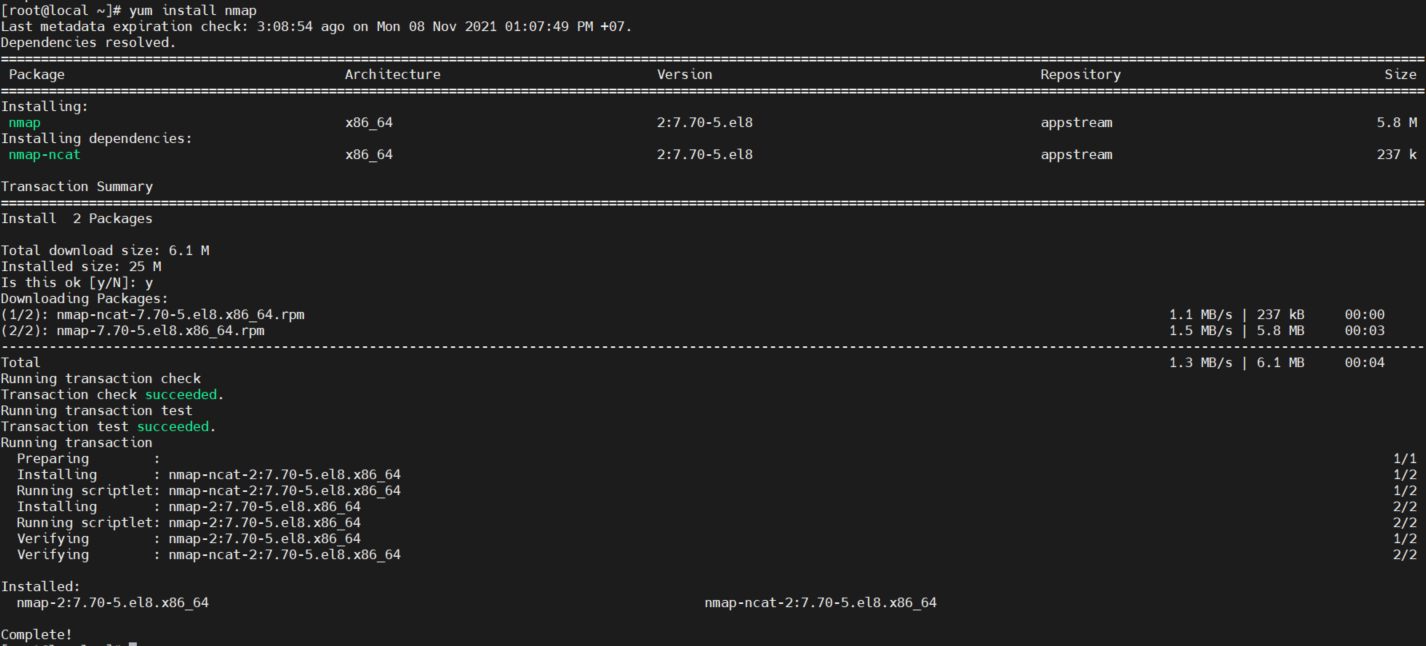 [root@local ~]# yum install nmap
Last metadata expiration check: 3:08:54 ago on Mon 08 Nov 2021 01:07:49 PM +07.
Dependencies resolved.
Package Architecture Version Repository Size
Installing:
nmap x86_64 2:7.70-5.el8 appstream 5.8 M
Installing dependencies:
nmap-ncat x86_64 2:7.70-5.el8 appstream 237 k
Transaction Summary
Install  2 Packages
Total download size: 6.1 M
Installed size: 25 M
Is this ok [y/N]: y
Downloading Packages:
(1/2): nmap-ncat-7.70-5.el8.x86_64.rpm 1.1 MB/s | 237 kB 00:00
(2/2): nmap-7.70-5.el8.x86_64.rpm 1.5 MB/s | 5.8 MB 00:03
Total 1.3 MB/s | 6.1 MB 00:04
Running transaction check
Transaction check succeeded.
Running transaction test
Transaction test succeeded.
Running transaction
Preparing : 1/1
Installing : nmap-ncat-2:7.70-5.el8.x86_64 1/2
Running scriptlet: nmap-ncat-2:7.70-5.el8.x86_64 1/2
Installing : nmap-2:7.70-5.el8.x86_64 2/2
Running scriptlet: nmap-2:7.70-5.el8.x86_64 2/2
Verifying : nmap-2:7.70-5.el8.x86_64 1/2
Verifying : nmap-ncat-2:7.70-5.el8.x86_64 2/2
Installed:
nmap-2:7.70-5.el8.x86_64 nmap-ncat-2:7.70-5.el8.x86_64
Complete!